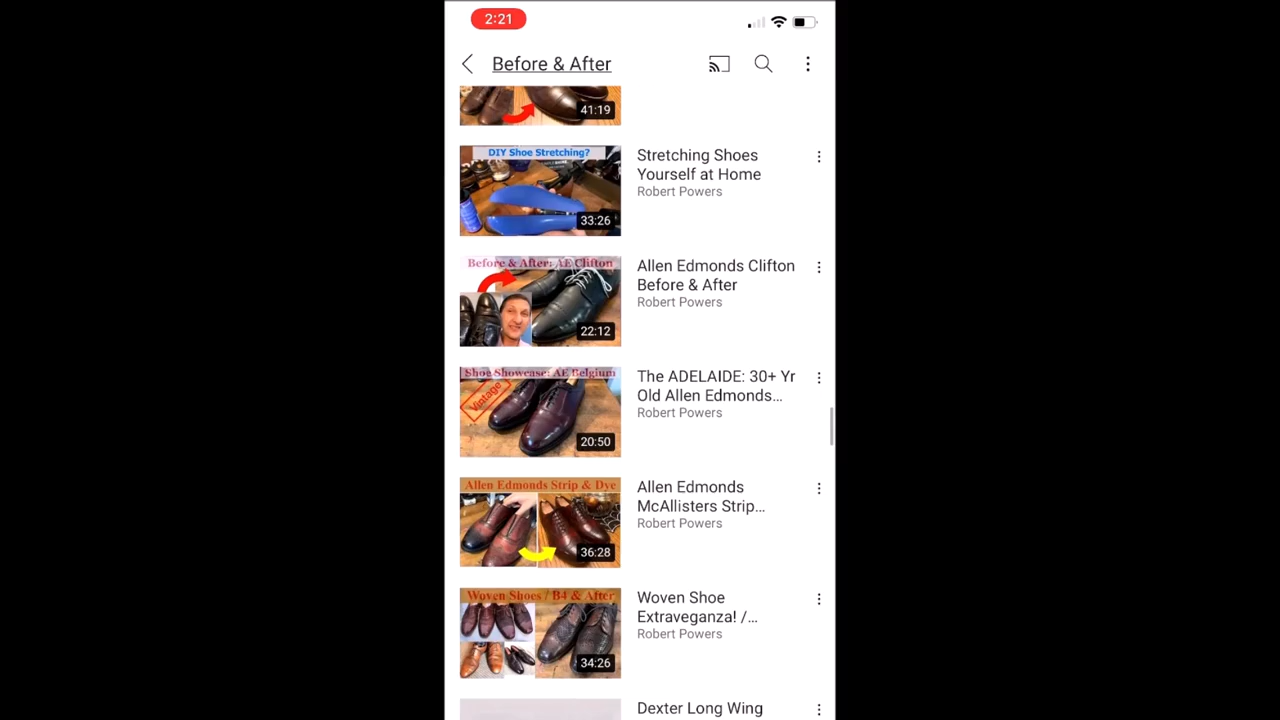 2:21
Before & After
41:19
DIY Shoe Stretching?
33:26
Stretching Shoes
Yourself at Home
Robert Powers
Before & After: AE Clifton
22:12
Allen Edmonds Clifton
Before & After
Robert Powers
Shoe Showcase: AE Belgium
Vintage
20:50
The ADELAIDE: 30+ Yr
Old Allen Edmonds...
Robert Powers
Allen Edmonds Strip & Dye
36:28
Allen Edmonds
McAllisters Strip...
Robert Powers
Woven Shoes / B4 & After
34:26
Woven Shoe
Extraveganza! /...
Robert Powers
Dexter Long Wing